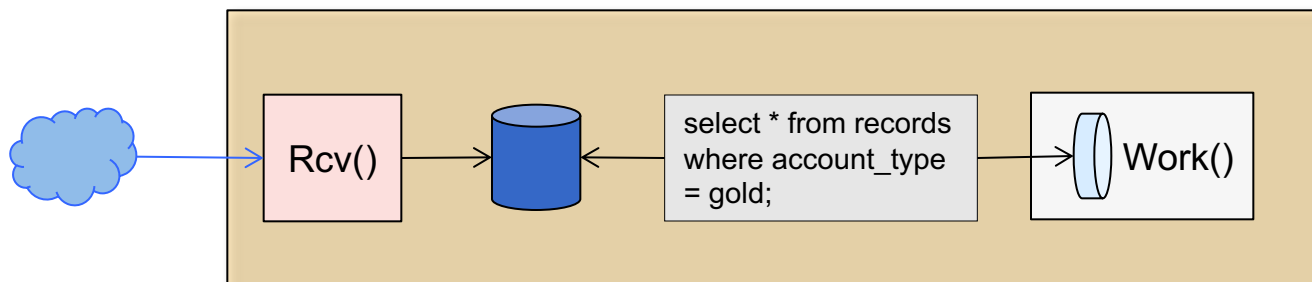 Rcv()
select * from records
where account_type
= gold;
Work()